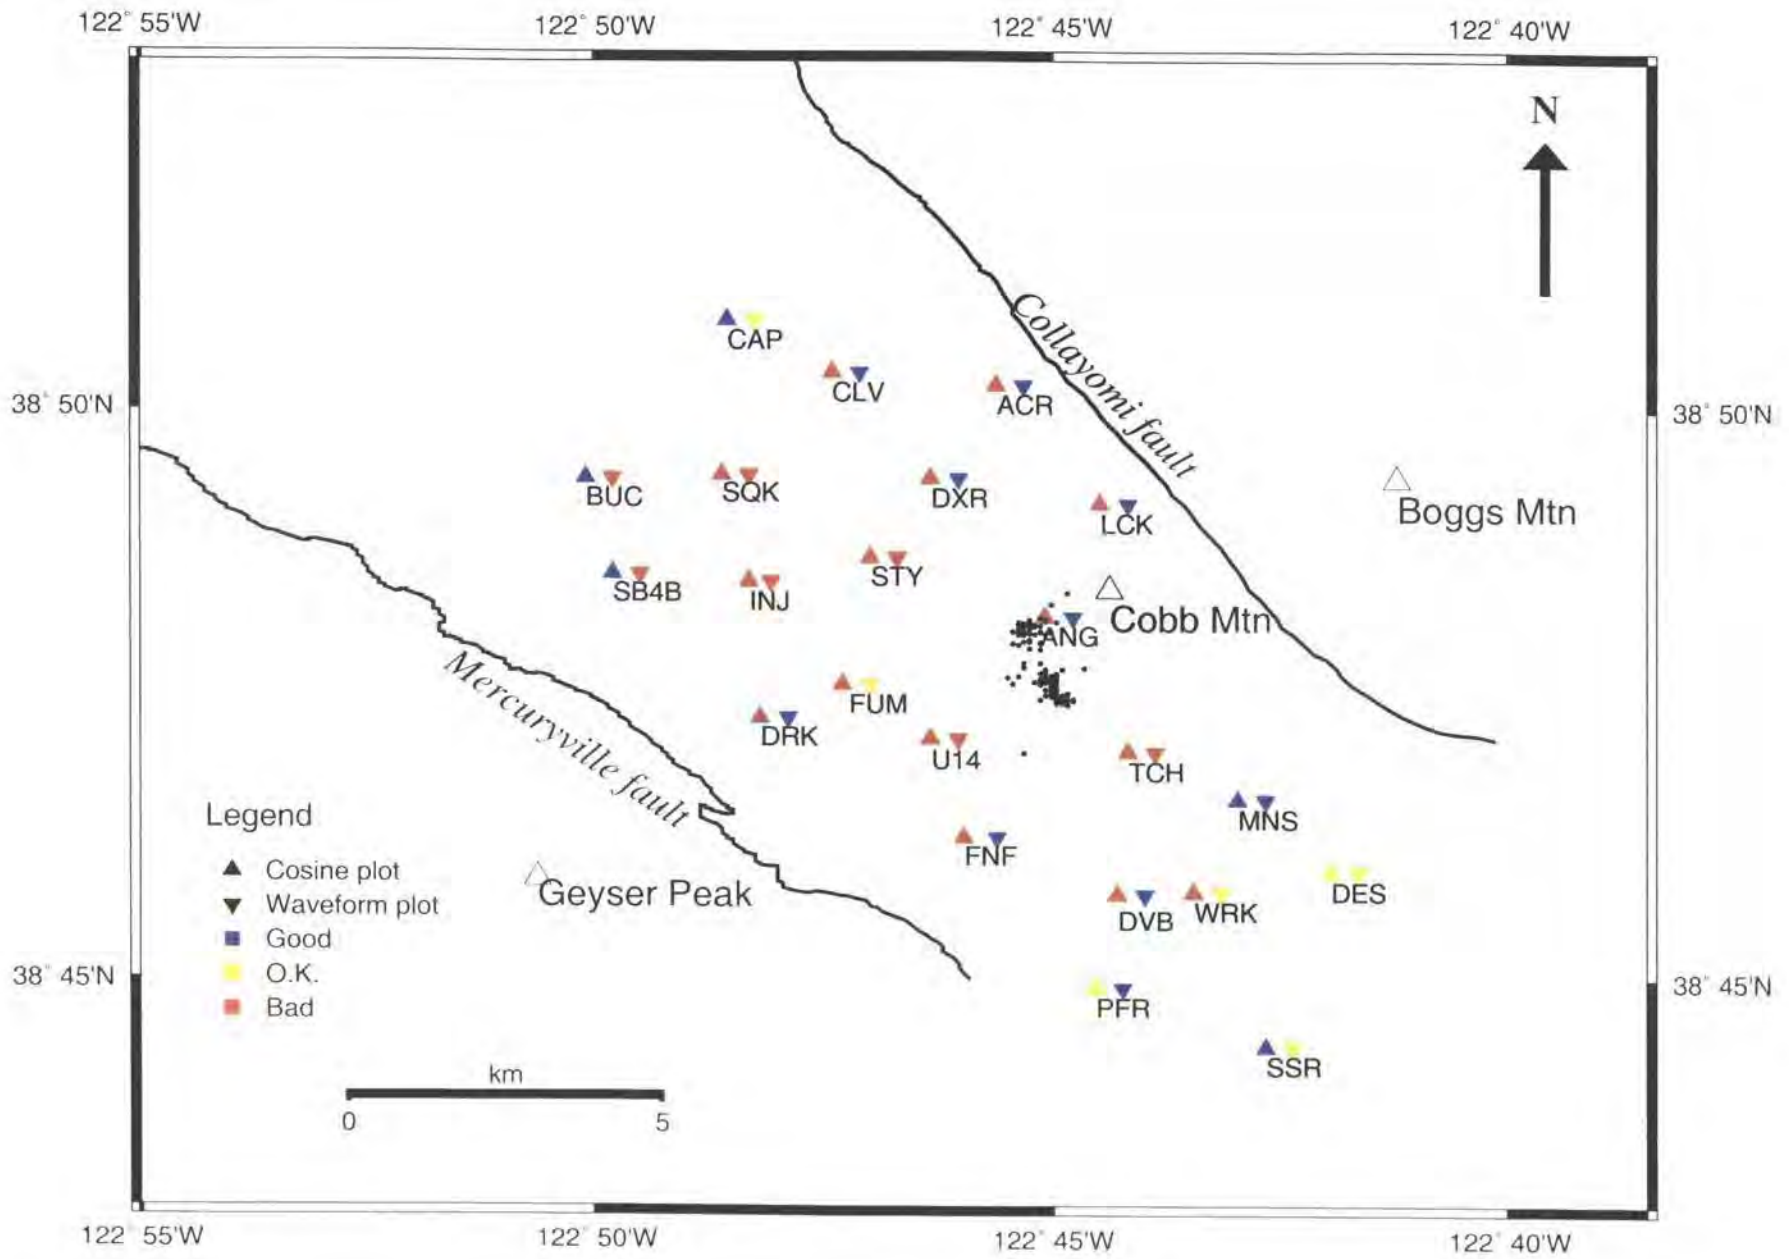 122° 55'W
122° 50'W
122° 45'W
122° 40'W
N
Collayomi fault
CAP
CLV
ACR
38° 50'N
38° 50'N
BUC
SQK
DXR
LCK
Boggs Mtn
SB4B
INJ
STY
Cobb Mtn
ANG
Mercuryville fault
FUM
DRK
U14
TCH
MNS
FNF
DES
DVB
WRK
Geyser Peak
Legend
Cosine plot
Waveform plot
Good
O.K.
Bad
38° 45'N
38° 45'N
PFR
SSR
km
0
5
122° 55'W
122° 50'W
122° 45'W
122° 40'W